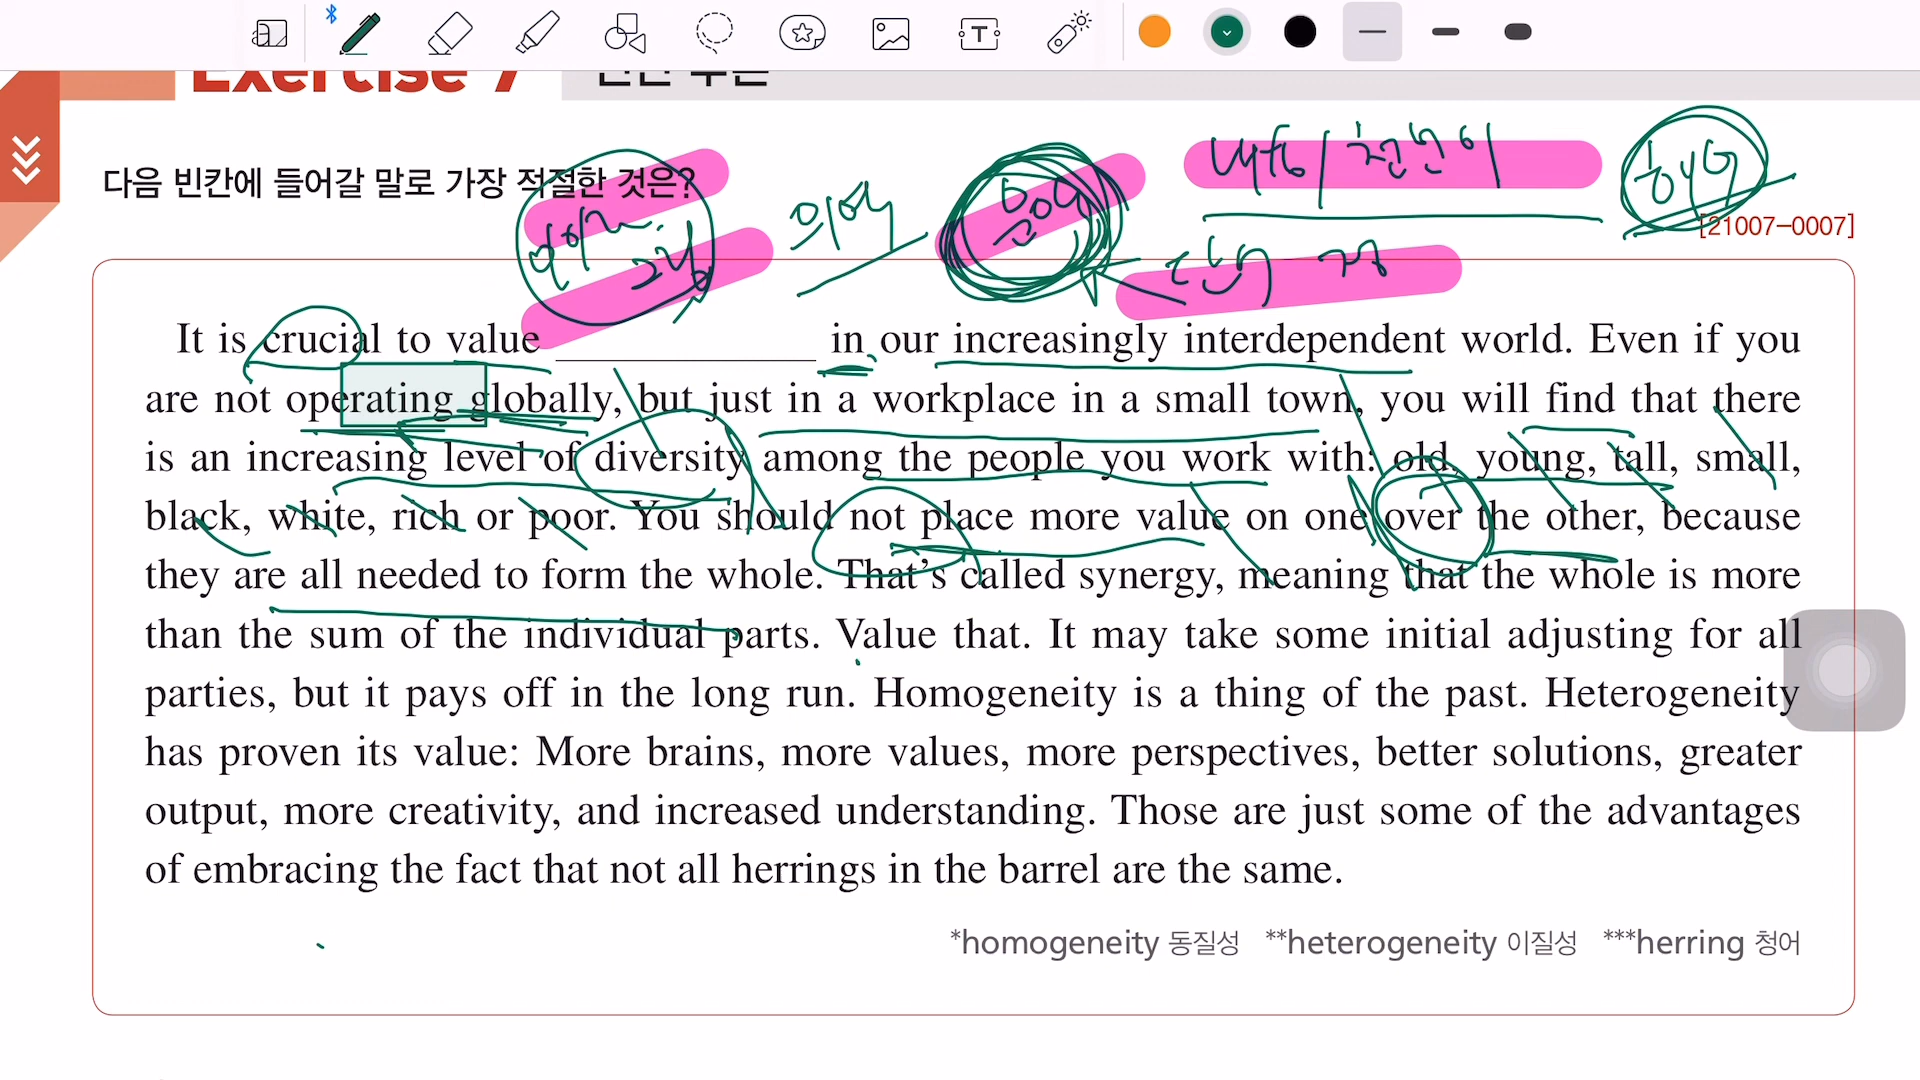 Exercise 7
다음 빈칸에 들어갈 말로 가장 적절한 것은?
[21007-0007]
It is crucial to value ____________ in our increasingly interdependent world. Even if you
are not operating globally, but just in a workplace in a small town, you will find that there
is an increasing level of diversity among the people you work with: old, young, tall, small,
black, white, rich or poor. You should not place more value on one over the other, because
they are all needed to form the whole. That's called synergy, meaning that the whole is more
than the sum of the individual parts. Value that. It may take some initial adjusting for all
parties, but it pays off in the long run. Homogeneity is a thing of the past. Heterogeneity
has proven its value: More brains, more values, more perspectives, better solutions, greater
output, more creativity, and increased understanding. Those are just some of the advantages
of embracing the fact that not all herrings in the barrel are the same.
*homogeneity 동질성 **heterogeneity 이질성 ***herring 청어